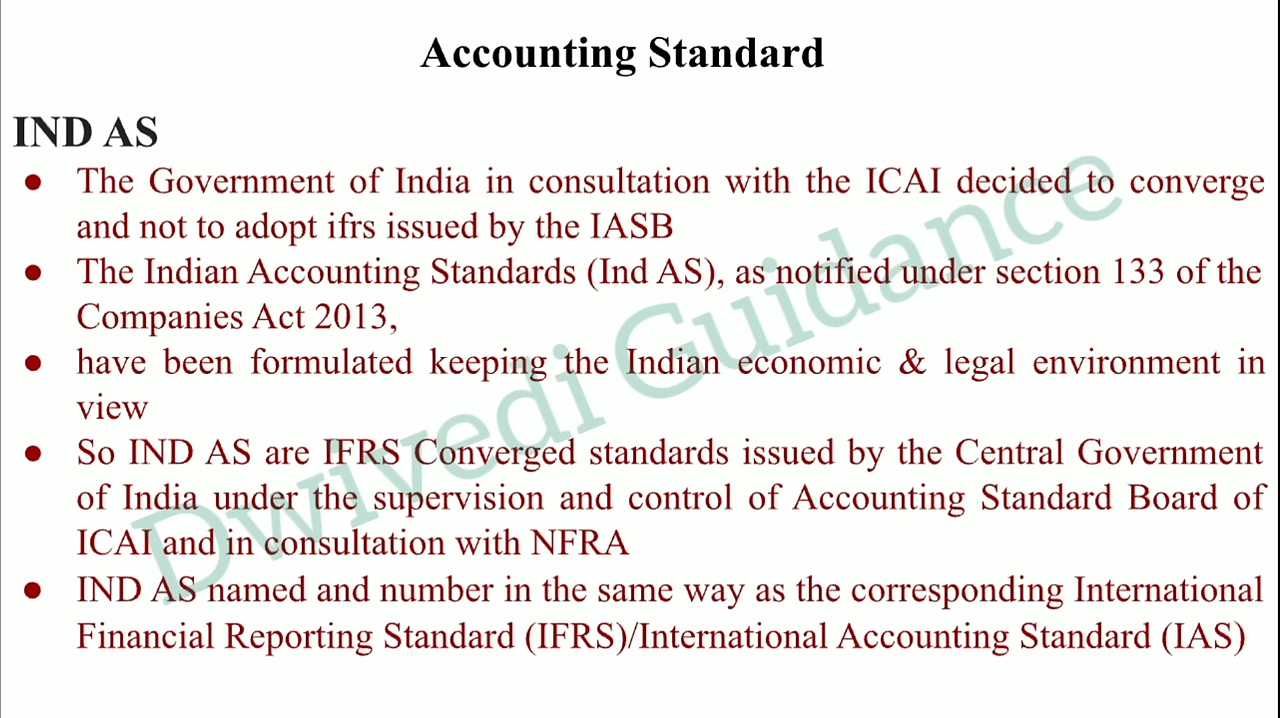 Accounting Standard
IND AS
● The Government of India in consultation with the ICAI decided to converge
and not to adopt ifrs issued by the IASB
● The Indian Accounting Standards (Ind AS), as notified under section 133 of the
Companies Act 2013,
● have been formulated keeping the Indian economic & legal environment in
view
● So IND AS are IFRS Converged standards issued by the Central Government
of India under the supervision and control of Accounting Standard Board of
ICAI and in consultation with NFRA
● IND AS named and number in the same way as the corresponding International
Financial Reporting Standard (IFRS)/International Accounting Standard (IAS)
Dwivedi Guidance